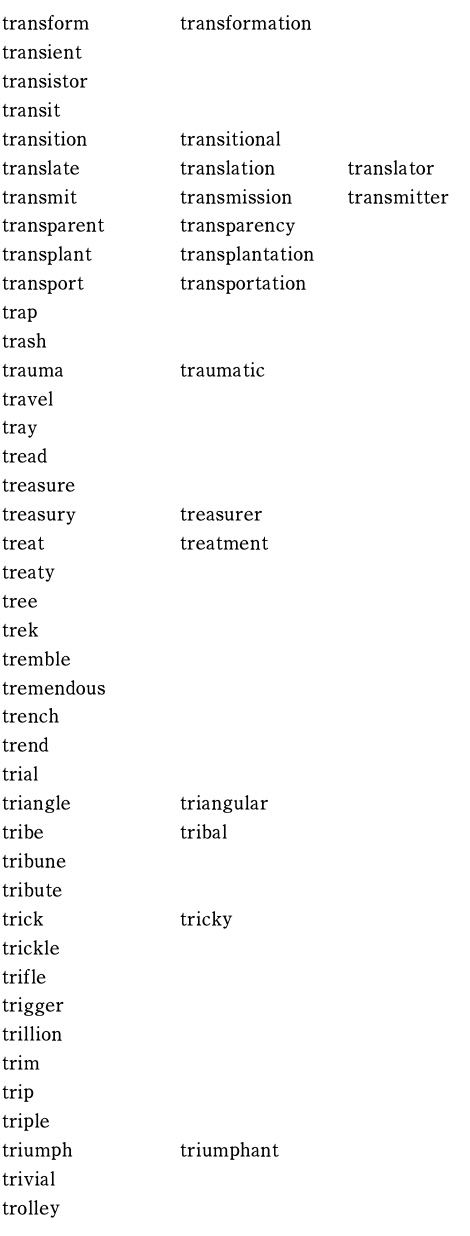 transform transformation
transient
transistor
transit
transition transitional
translate translation translator
transmit transmission transmitter
transparent transparency
transplant transplantation
transport transportation
trap
trash
trauma traumatic
travel
tray
tread
treasure
treasury treasurer
treat treatment
treaty
tree
trek
tremble
tremendous
trench
trend
trial
triangle triangular
tribe tribal
tribune
tribute
trick tricky
trickle
trifle
trigger
trillion
trim
trip
triple
triumph triumphant
trivial
trolley